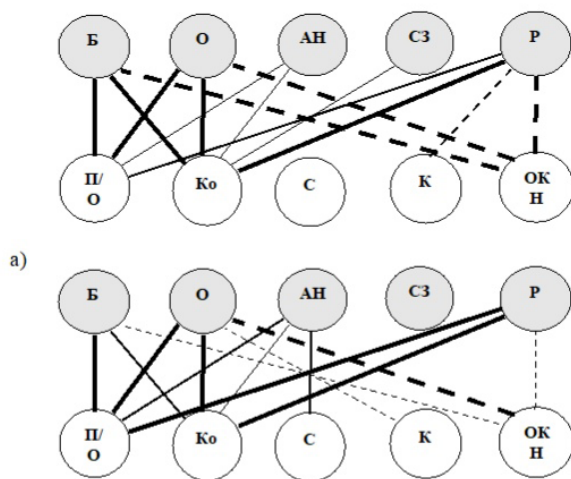 Б О АН СЗ Р
П/
О Ко С К ОК
Н
а)
Б О АН СЗ Р
П/
О Ко С К ОК
Н